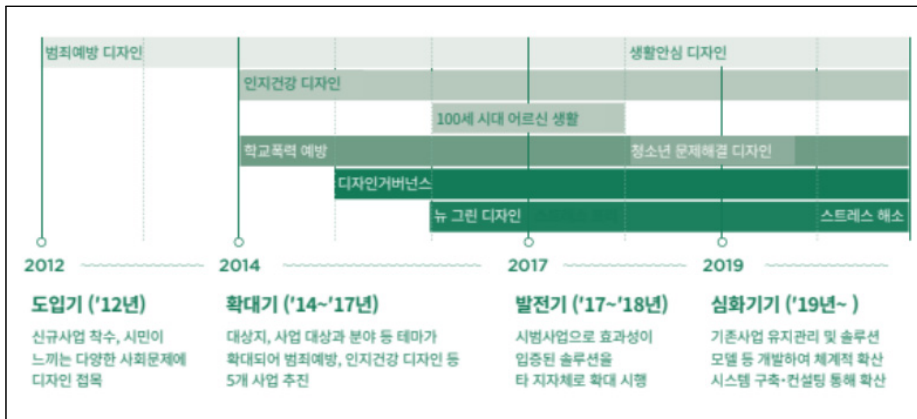 범죄예방 디자인
생활안심 디자인
인지건강 디자인
100세 시대 어르신 생활
학교폭력 예방
청소년 문제해결 디자인
디자인거버넌스
뉴 그린 디자인
스트레스 해소
2012
2014
2017
2019
도입기 ('12년)
신규사업 착수, 시민이
느끼는 다양한 사회문제에
디자인 접목
확대기 ('14~'17년)
대상지, 사업 대상과 분야 등 테마가
확대되어 범죄예방, 인지건강 디자인 등
5개 사업 추진
발전기 ('17~'18년)
시범사업으로 효과성이
입증된 솔루션을
타 지자체로 확대 시행
심화기기 ('19년~ )
기존사업 유지관리 및 솔루션
모델 등 개발하여 체계적 확산
시스템 구축·컨설팅 통해 확산